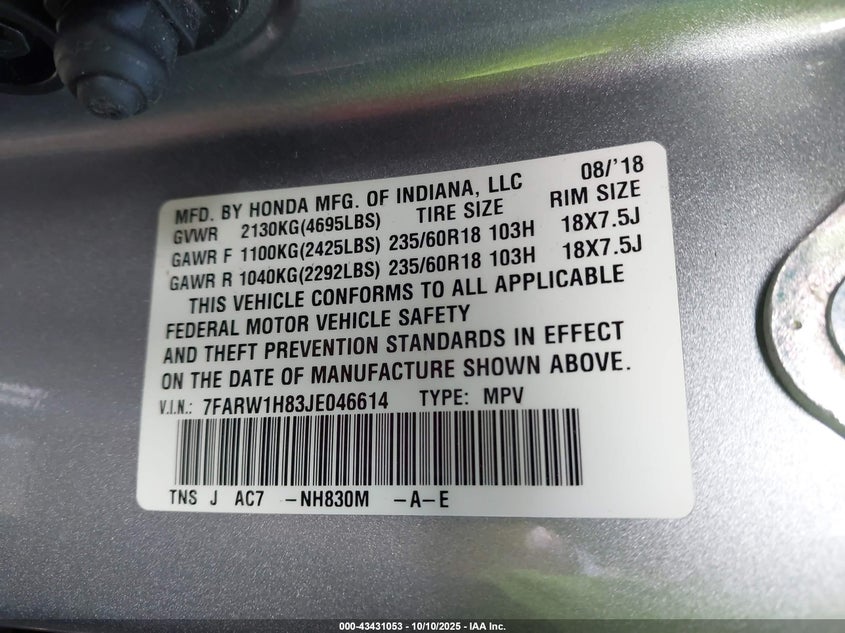 08/'18
MFD. BY HONDA MFG. OF INDIANA, LLC
GVWR 2130KG(4695LBS) TIRE SIZE RIM SIZE
GAWR F 1100KG(2425LBS) 235/60R18 103H 18X7.5J
GAWR R 1040KG(2292LBS) 235/60R18 103H 18X7.5J
THIS VEHICLE CONFORMS TO ALL APPLICABLE
FEDERAL MOTOR VEHICLE SAFETY
AND THEFT PREVENTION STANDARDS IN EFFECT
ON THE DATE OF MANUFACTURE SHOWN ABOVE.
V.I.N.: 7FARW1H83JE046614 TYPE: MPV
TNS J AC7 -NH830M -A-E
000-43431053 - 10/10/2025 - IAA Inc.